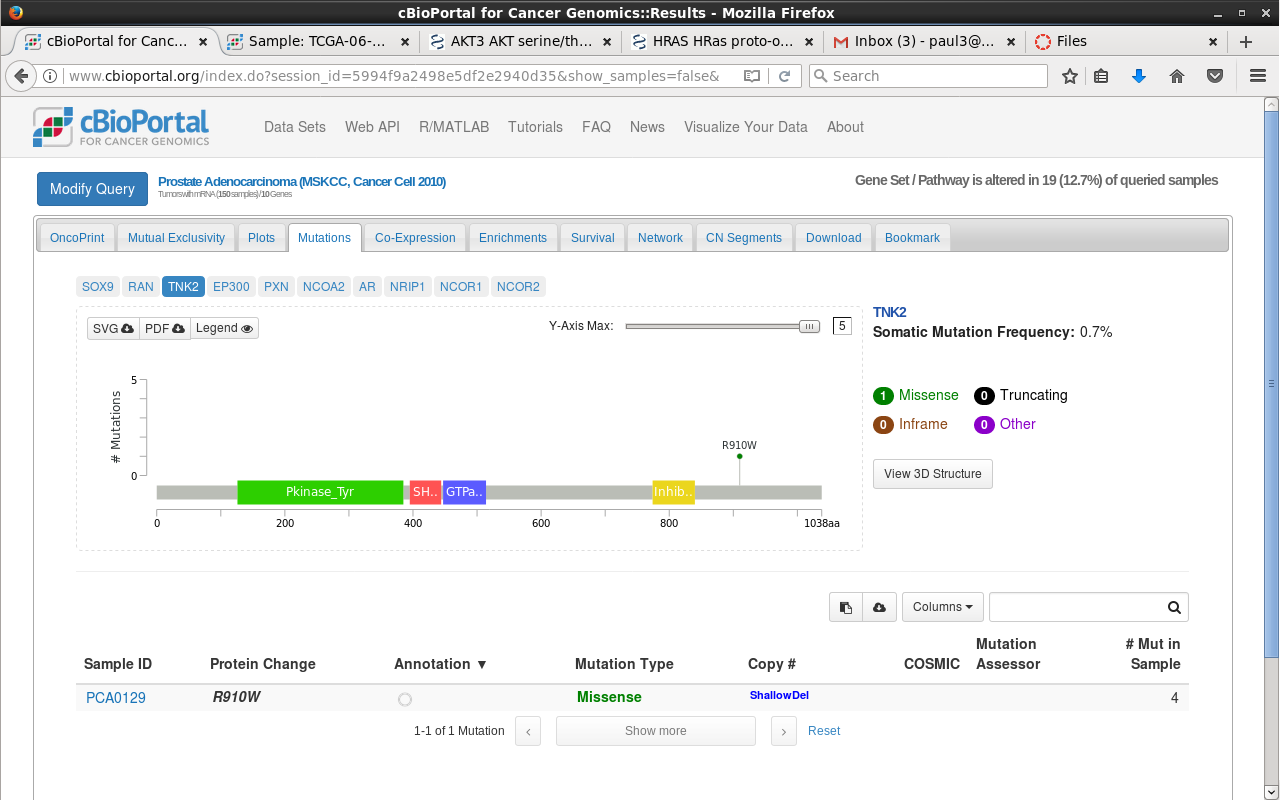 cBioPortal for Cancer Genomics::Results - Mozilla Firefox
cBioPortal for Canc...
Sample: TCGA-06-...
AKT3 AKT serine/th...
HRAS HRas proto-o...
Inbox (3) - paul3@...
Files
www.cbioportal.org/index.do?session_id=5994f9a2498e5df2e2940d35&show_samples=false&
Search
cBioPortal
FOR CANCER GENOMICS
Data Sets Web API R/MATLAB Tutorials FAQ News Visualize Your Data About
Modify Query
Prostate Adenocarcinoma (MSKCC, Cancer Cell 2010)
Tumors with mRNA (150 samples) / 10 Genes
Gene Set / Pathway is altered in 19 (12.7%) of queried samples
OncoPrint Mutual Exclusivity Plots Mutations Co-Expression Enrichments Survival Network CN Segments Download Bookmark
SOX9 RAN TNK2 EP300 PXN NCOA2 AR NRIP1 NCOR1 NCOR2
SVG PDF Legend
Y-Axis Max: 5
5
# Mutations
0
R910W
Pkinase_Tyr SH.. GTPa.. Inhib..
0 200 400 600 800 1038aa
TNK2
Somatic Mutation Frequency: 0.7%
1 Missense 0 Truncating
0 Inframe 0 Other
View 3D Structure
Columns
Sample ID Protein Change Annotation ▼ Mutation Type Copy # COSMIC Mutation Assessor # Mut in Sample
PCA0129 R910W Missense ShallowDel 4
1-1 of 1 Mutation ‹ Show more › Reset